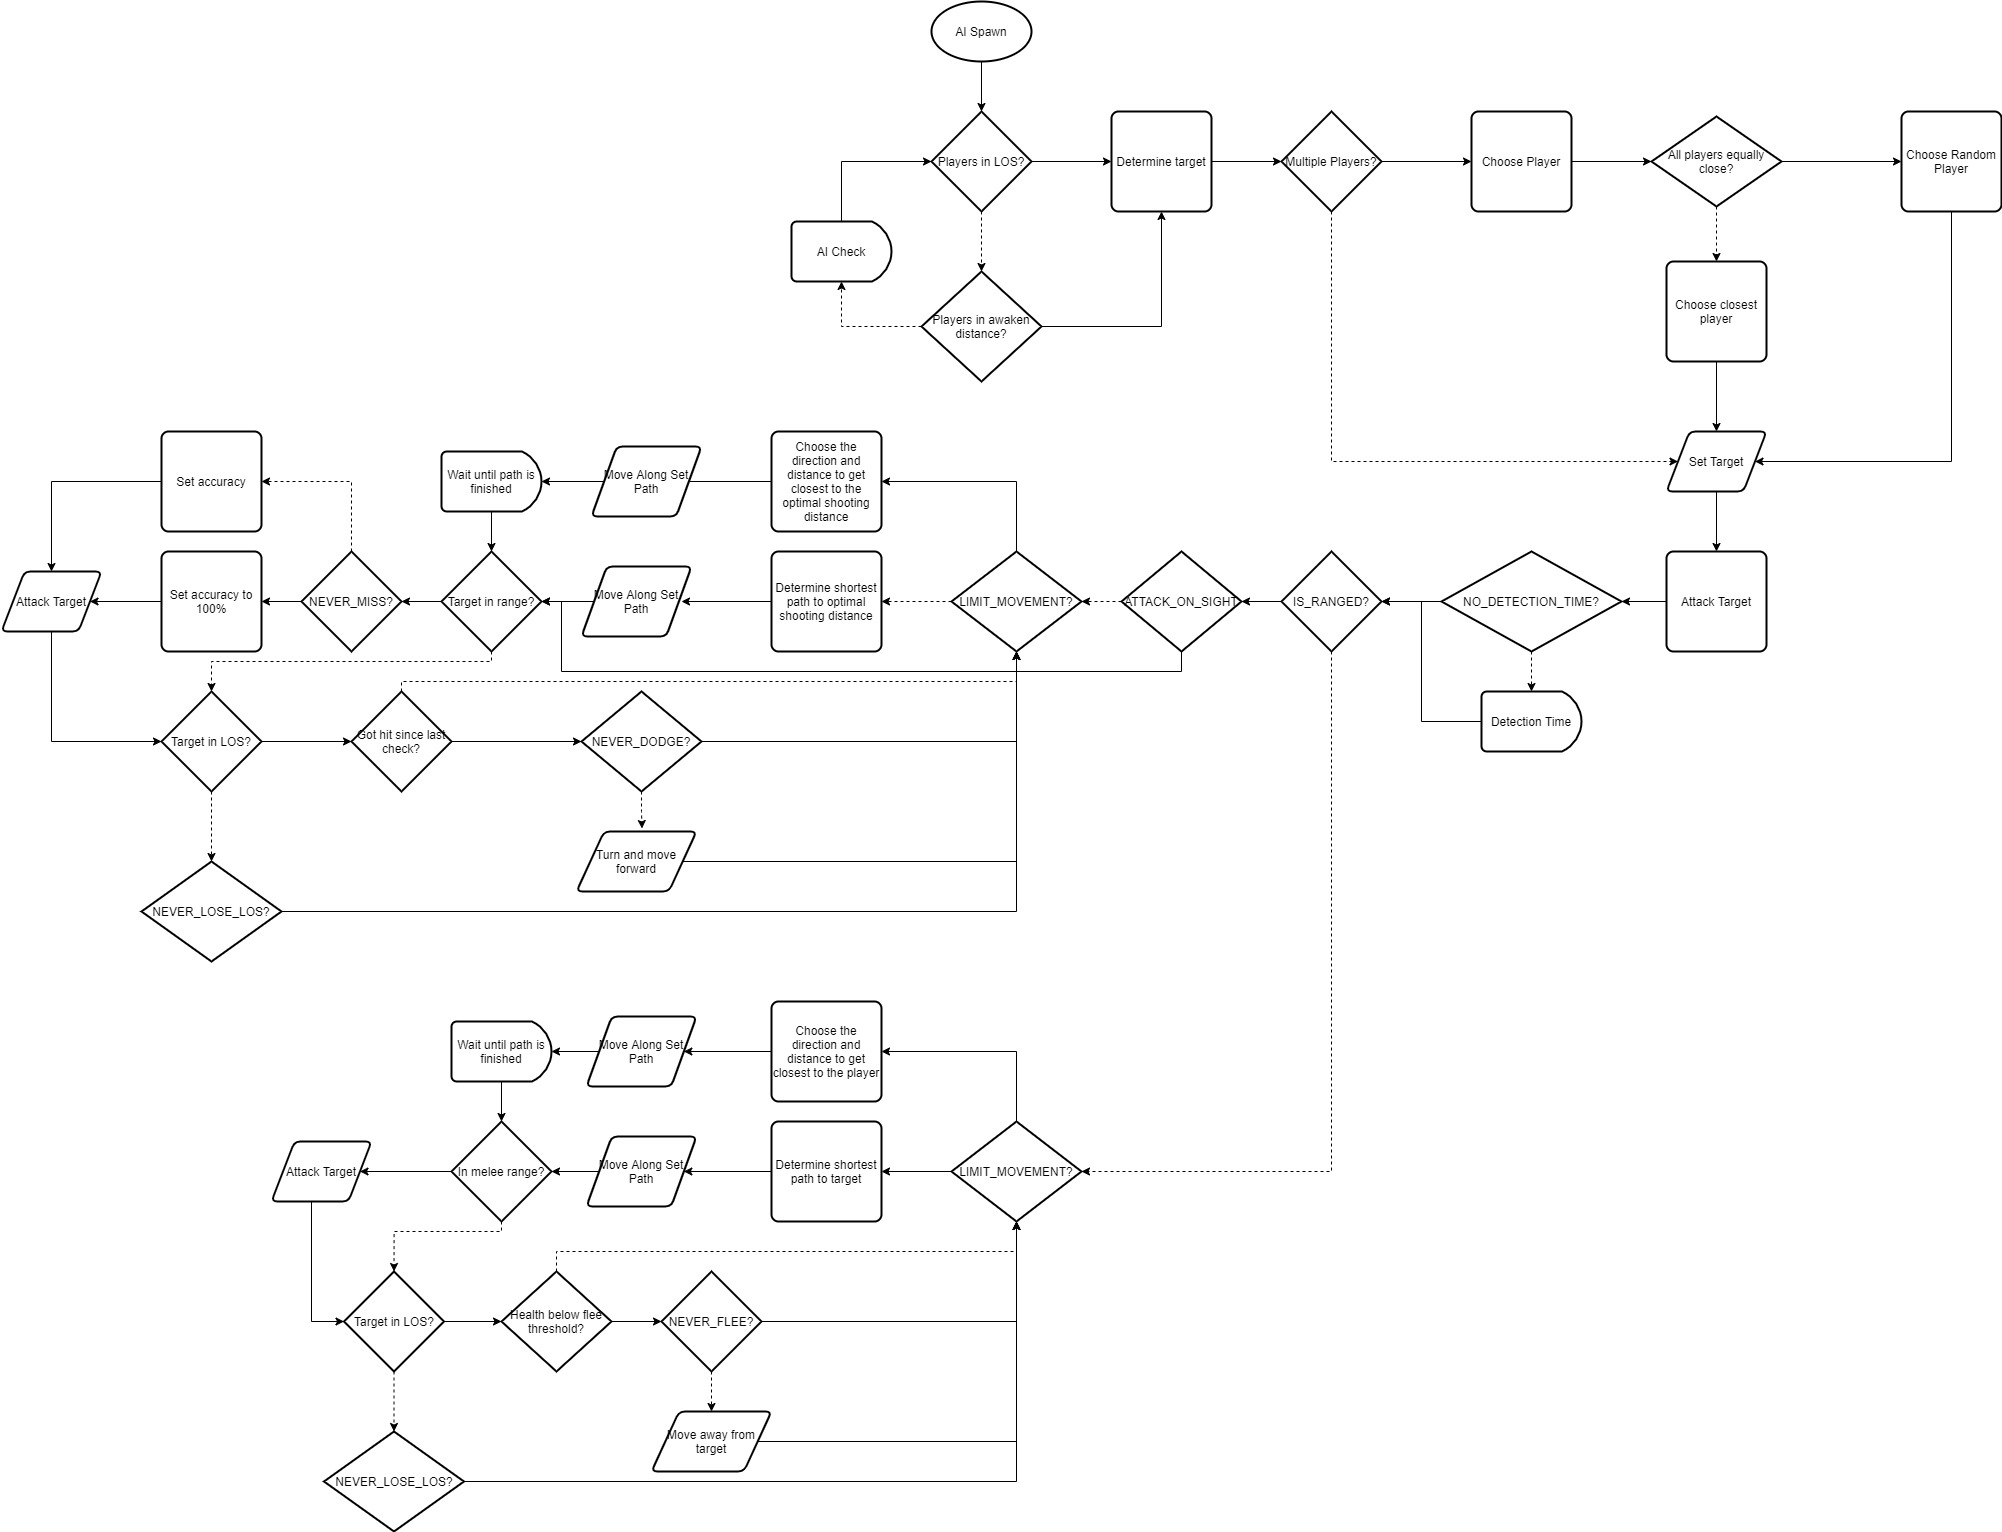 AI Spawn
Players in LOS?
Determine target
Multiple Players?
Choose Player
All players equally
close?
Choose Random
Player
AI Check
Players in awaken
distance?
Choose closest
player
Set Target
Set accuracy
Wait until path is
finished
Move Along Set
Path
Choose the
direction and
distance to get
closest to the
optimal shooting
distance
Attack Target
Set accuracy to
100%
NEVER_MISS?
Target in range?
Move Along Set
Path
Determine shortest
path to optimal
shooting distance
LIMIT_MOVEMENT?
ATTACK_ON_SIGHT
IS_RANGED?
NO_DETECTION_TIME?
Attack Target
Detection Time
Target in LOS?
Got hit since last
check?
NEVER_DODGE?
Turn and move
forward
NEVER_LOSE_LOS?
Wait until path is
finished
Move Along Set
Path
Choose the
direction and
distance to get
closest to the player
Attack Target
In melee range?
Move Along Set
Path
Determine shortest
path to target
LIMIT_MOVEMENT?
Target in LOS?
Health below flee
threshold?
NEVER_FLEE?
Move away from
target
NEVER_LOSE_LOS?